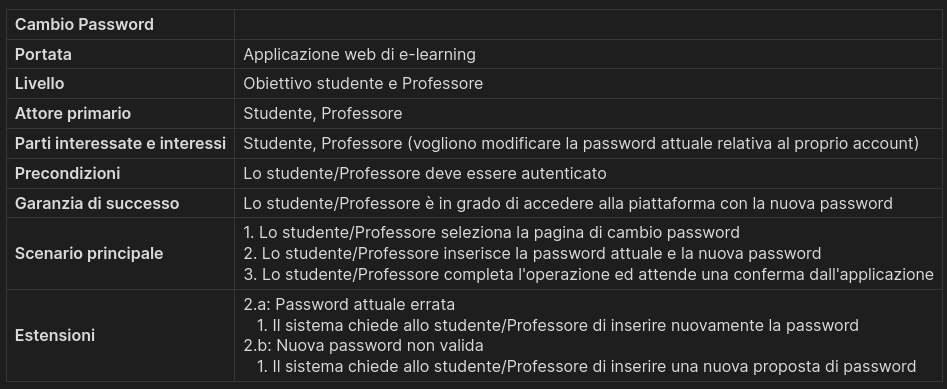 Cambio Password
Portata Applicazione web di e-learning
Livello Obiettivo studente e Professore
Attore primario Studente, Professore
Parti interessate e interessi Studente, Professore (vogliono modificare la password attuale relativa al proprio account)
Precondizioni Lo studente/Professore deve essere autenticato
Garanzia di successo Lo studente/Professore è in grado di accedere alla piattaforma con la nuova password
Scenario principale
1. Lo studente/Professore seleziona la pagina di cambio password
2. Lo studente/Professore inserisce la password attuale e la nuova password
3. Lo studente/Professore completa l'operazione ed attende una conferma dall'applicazione
Estensioni
2.a: Password attuale errata
1. Il sistema chiede allo studente/Professore di inserire nuovamente la password
2.b: Nuova password non valida
1. Il sistema chiede allo studente/Professore di inserire una nuova proposta di password